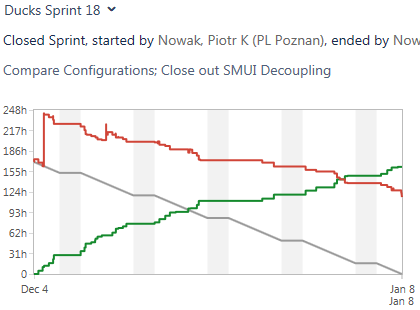 Ducks Sprint 18
Closed Sprint, started by Nowak, Piotr K (PL Poznan), ended by Now
Compare Configurations; Close out SMUI Decoupling
248h
217h
186h
155h
124h
93h
62h
31h
0
Dec 4
Jan 8
Jan 8